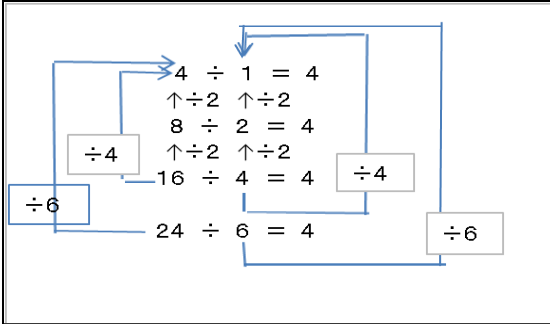 4 ÷ 1 = 4
↑÷2 ↑÷2
8 ÷ 2 = 4
÷4
↑÷2 ↑÷2
÷4
16 ÷ 4 = 4
÷6
24 ÷ 6 = 4
÷6